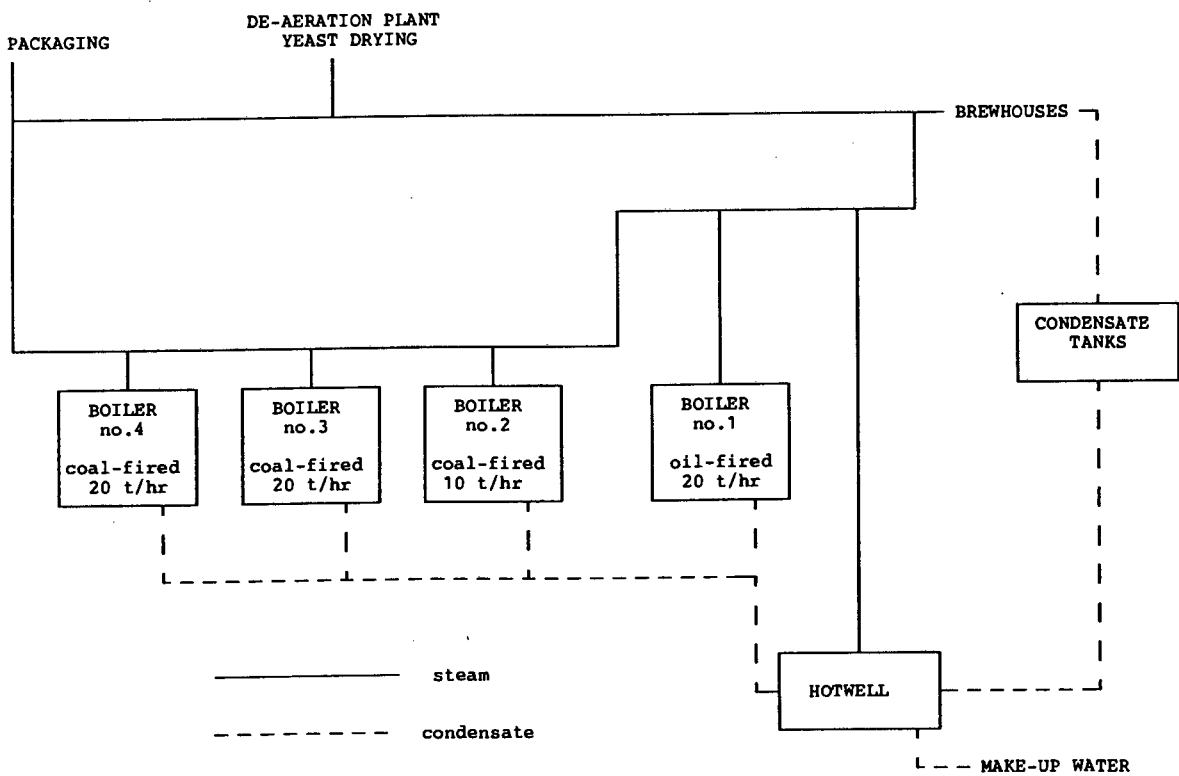 DE-AERATION PLANT
YEAST DRYING
PACKAGING
BREWHOUSES
CONDENSATE
TANKS
BOILER
no.4
coal-fired
20 t/hr
BOILER
no.3
coal-fired
20 t/hr
BOILER
no.2
coal-fired
10 t/hr
BOILER
no.1
oil-fired
20 t/hr
HOTWELL
steam
condensate
MAKE-UP WATER